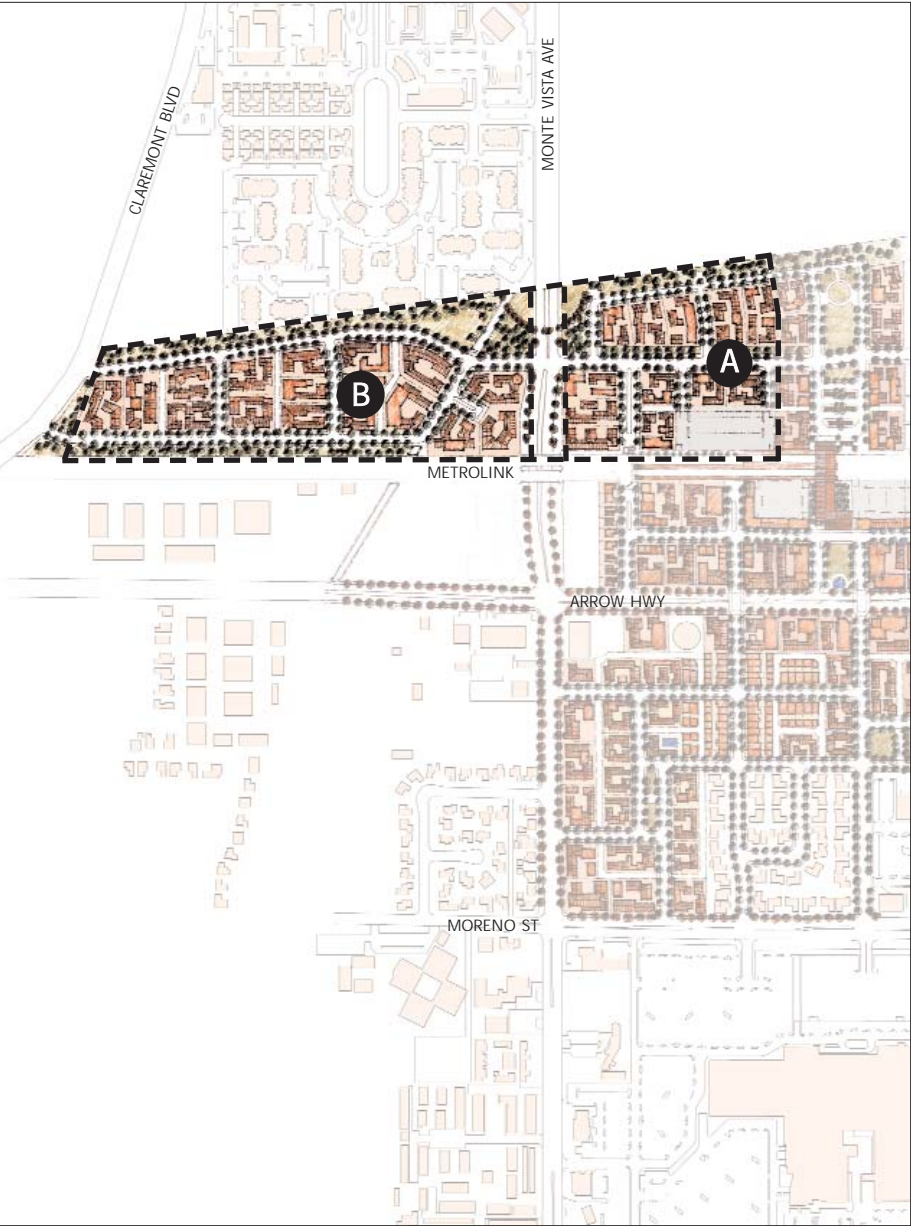 CLAREMONT BLVD
MONTE VISTA AVE
A
B
METROLINK
ARROW HWY
MORENO ST